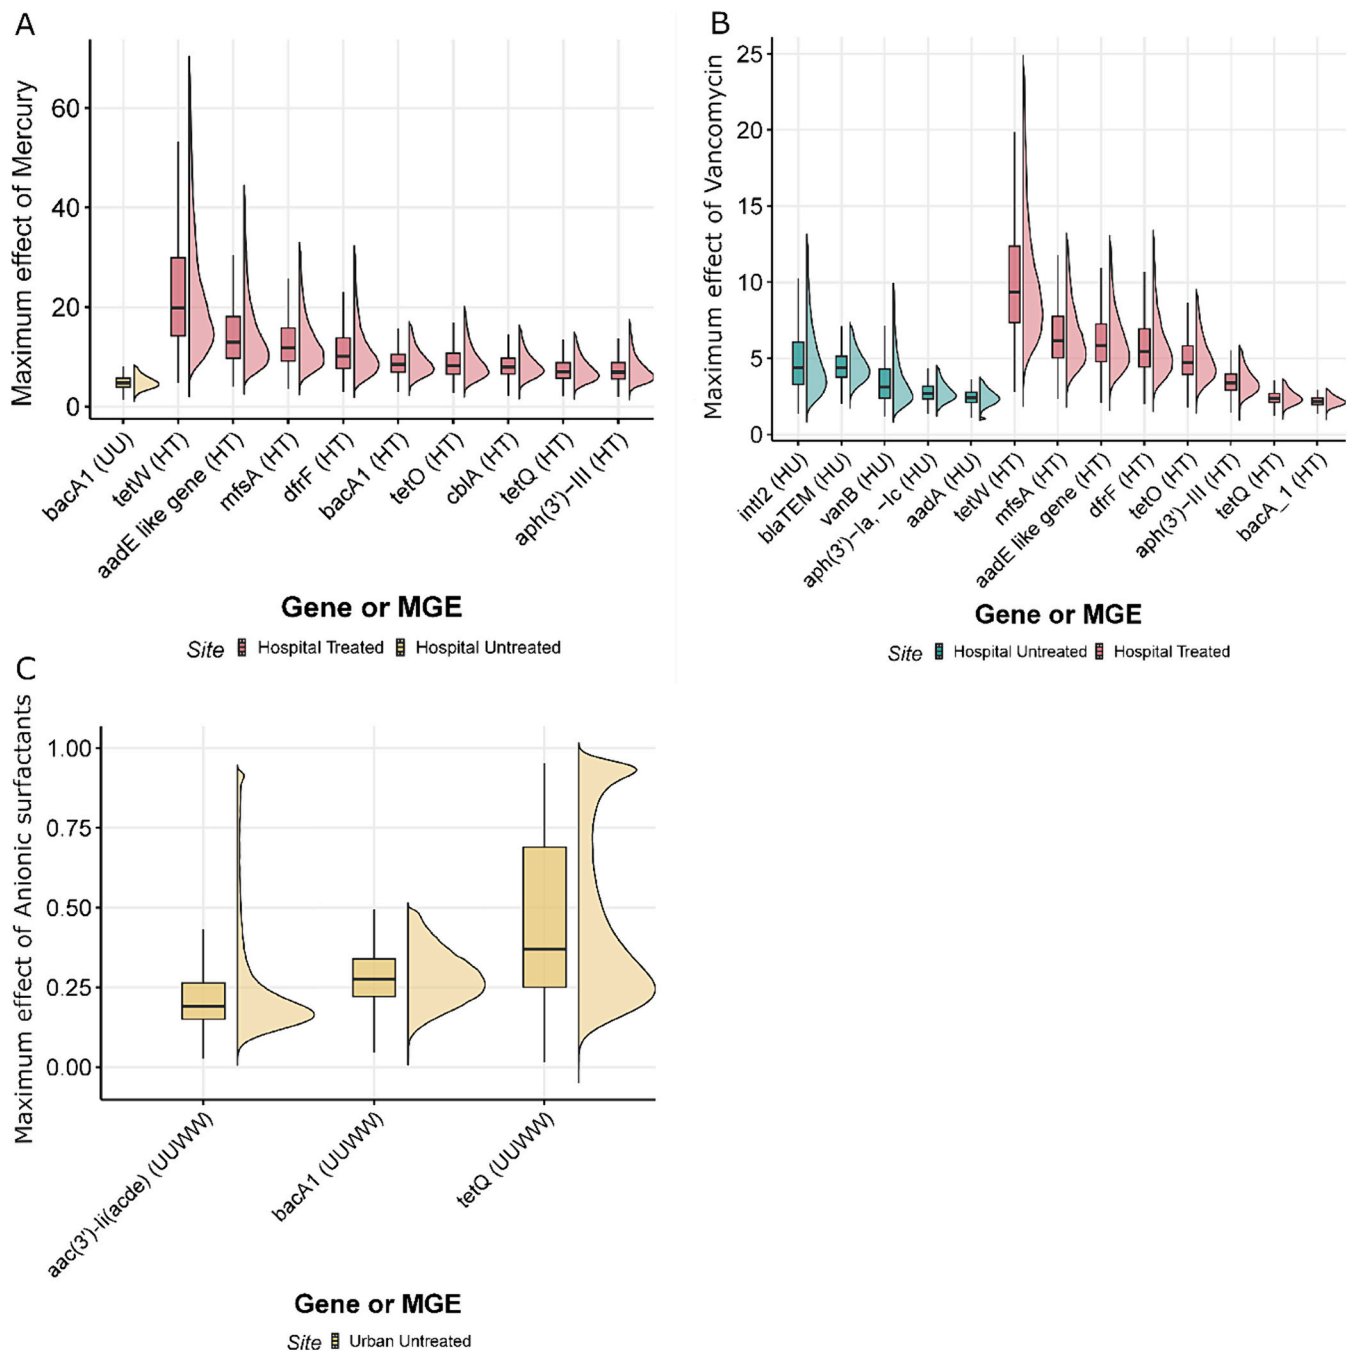 A
Maximum effect of Mercury
60
40
20
0
bacA1 (UU)
tetW (HT)
aadE like gene (HT)
mfsA (HT)
dfrF (HT)
bacA1 (HT)
tetO (HT)
cblA (HT)
tetQ (HT)
aph(3')−III (HT)
Gene or MGE
Site Hospital Treated Hospital Untreated
B
Maximum effect of Vancomycin
25
20
15
10
5
0
intI2 (HU)
blaTEM (HU)
vanB (HU)
aph(3')−Ia, −Ic (HU)
aadA (HU)
tetW (HT)
mfsA (HT)
aadE like gene (HT)
dfrF (HT)
tetO (HT)
aph(3')−III (HT)
tetQ (HT)
bacA_1 (HT)
Gene or MGE
Site Hospital Untreated Hospital Treated
C
Maximum effect of Anionic surfactants
1.00
0.75
0.50
0.25
0.00
aac(3')-Ii(acde) (UUWW)
bacA1 (UUWW)
tetQ (UUWW)
Gene or MGE
Site Urban Untreated